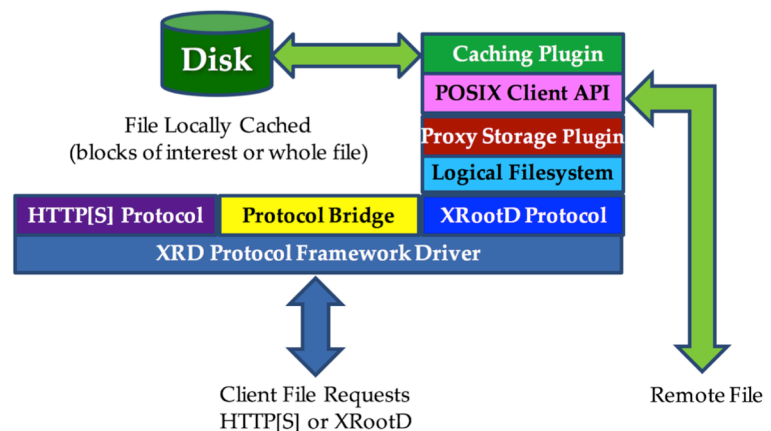 Disk
Caching Plugin
POSIX Client API
File Locally Cached
(blocks of interest or whole file)
Proxy Storage Plugin
Logical Filesystem
HTTP[S] Protocol
Protocol Bridge
XRootD Protocol
XRD Protocol Framework Driver
Client File Requests
HTTP[S] or XRootD
Remote File